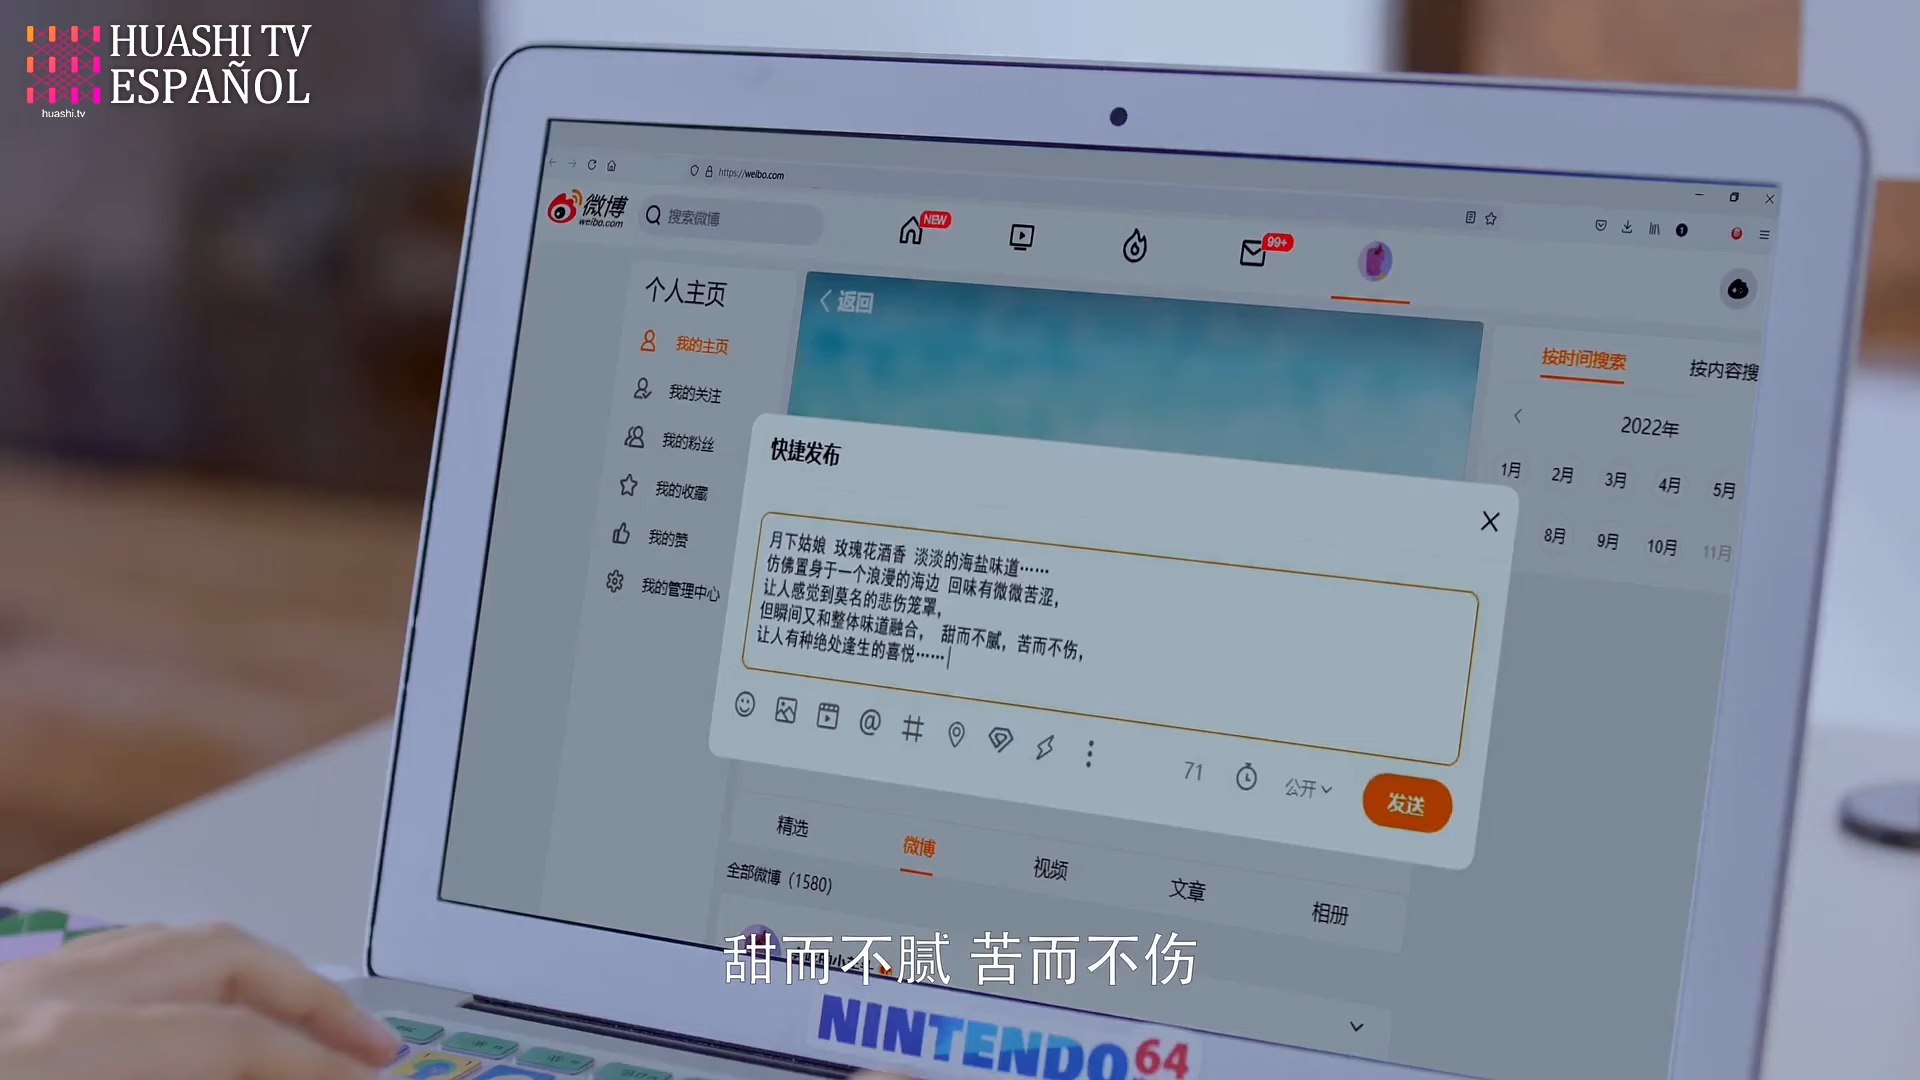 HUASHI TV
ESPAÑOL
huashi.tv
https://weibo.com
微博
weibo.com
搜索微博
NEW
99+
个人主页
返回
我的主页
我的关注
我的粉丝
我的收藏
我的赞
我的管理中心
按时间搜索
按内容搜
2022年
1月 2月 3月 4月 5月
8月 9月 10月 11月
快捷发布
月下姑娘 玫瑰花酒香 淡淡的海盐味道……
仿佛置身于一个浪漫的海边 回味有微微苦涩，
让人感觉到莫名的悲伤笼罩，
但瞬间又和整体味道融合， 甜而不腻，苦而不伤，
让人有种绝处逢生的喜悦……
71
公开
发送
精选
微博
视频
文章
相册
全部微博（1580）
甜而不腻 苦而不伤
NINTENDO 64